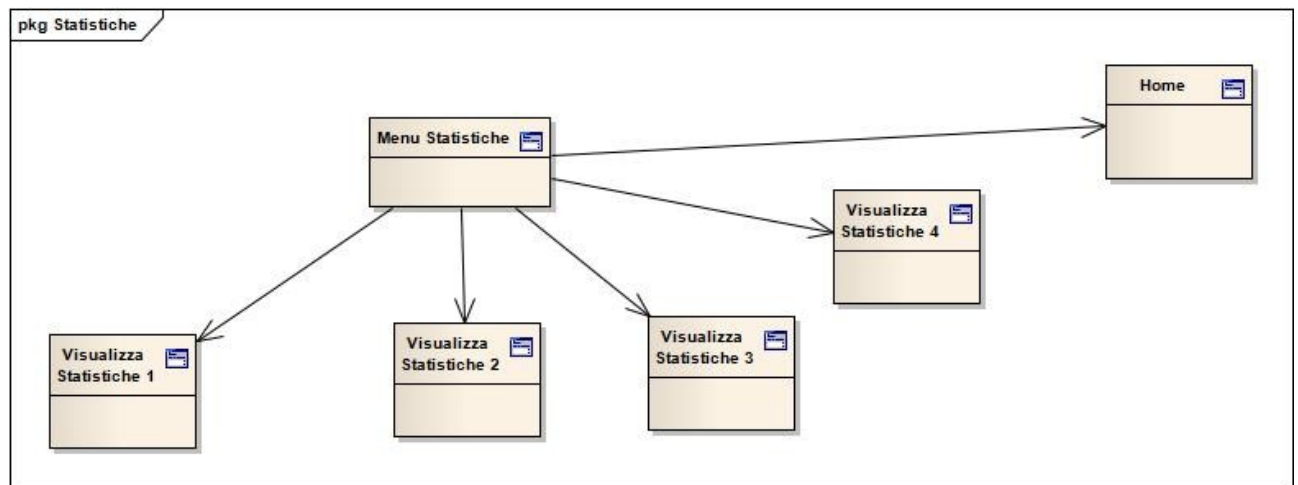 pkg Statistiche
Home
Menu Statistiche
Visualizza
Statistiche 4
Visualizza
Statistiche 1
Visualizza
Statistiche 2
Visualizza
Statistiche 3